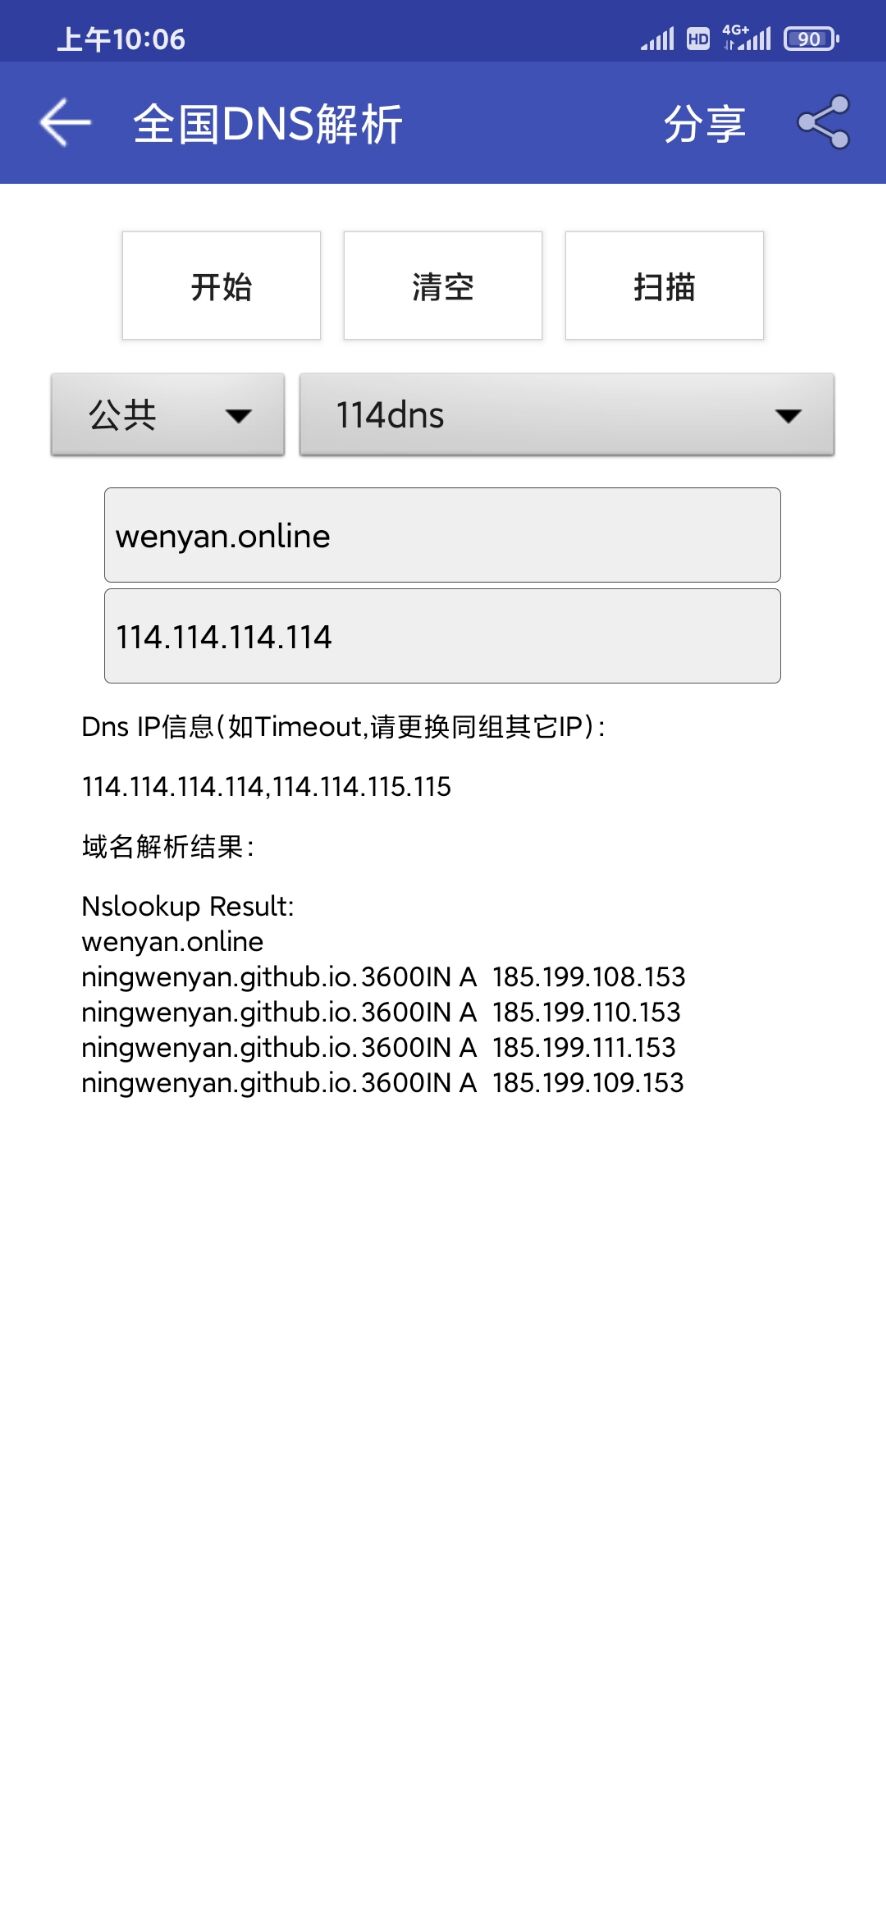 上午10:06 HD 4G+ 90
全国DNS解析 分享
开始 清空 扫描
公共 114dns
wenyan.online
114.114.114.114
Dns IP信息(如Timeout,请更换同组其它IP):
114.114.114.114,114.114.115.115
域名解析结果:
Nslookup Result:
wenyan.online
ningwenyan.github.io.3600IN A 185.199.108.153
ningwenyan.github.io.3600IN A 185.199.110.153
ningwenyan.github.io.3600IN A 185.199.111.153
ningwenyan.github.io.3600IN A 185.199.109.153